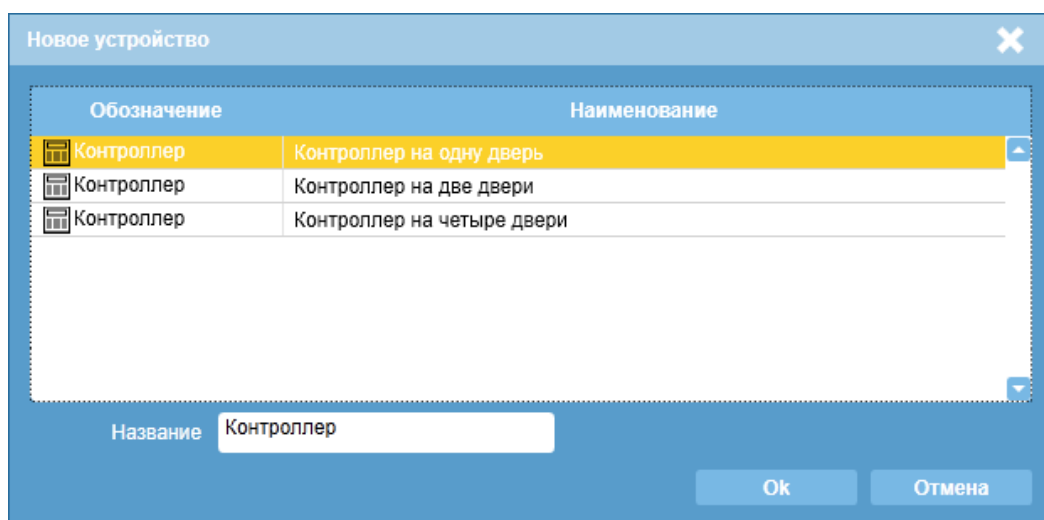 Новое устройство
Обозначение Наименование
Контроллер Контроллер на одну дверь
Контроллер Контроллер на две двери
Контроллер Контроллер на четыре двери
Название Контроллер
Ok Отмена